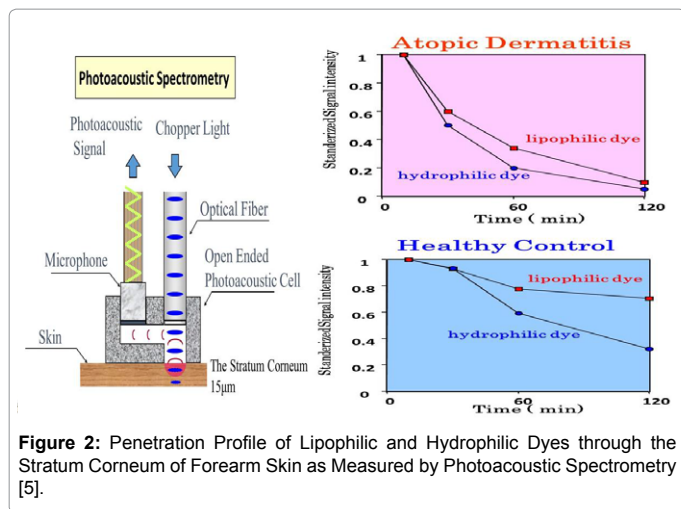 Photoacoustic Spectrometry
Photoacoustic
Signal
Chopper Light
Optical Fiber
Microphone
Open Ended
Photoacoustic Cell
Skin
The Stratum Corneum
15μm
Atopic Dermatitis
Standerized Signal intensity
1
0.8
0.6
0.4
0.2
0
lipophilic dye
hydrophilic dye
0
60
120
Time ( min)
Healthy Control
Standerized Signal intensity
1
0.8
0.6
0.4
0.2
0
lipophilic dye
hydrophilic dye
0
60
120
Time ( min)
Figure 2: Penetration Profile of Lipophilic and Hydrophilic Dyes through the
Stratum Corneum of Forearm Skin as Measured by Photoacoustic Spectrometry
[5].